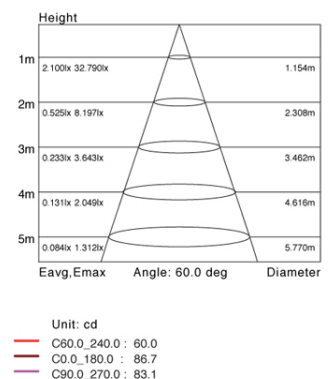 Height
1m
2.100lx 32.790lx 1.154m
2m
0.525lx 8.197lx 2.308m
3m
0.233lx 3.643lx 3.462m
4m
0.131lx 2.049lx 4.616m
5m
0.084lx 1.312lx 5.770m
Eavg,Emax Angle: 60.0 deg Diameter
Unit: cd
C60.0_240.0 : 60.0
C0.0_180.0 : 86.7
C90.0_270.0 : 83.1